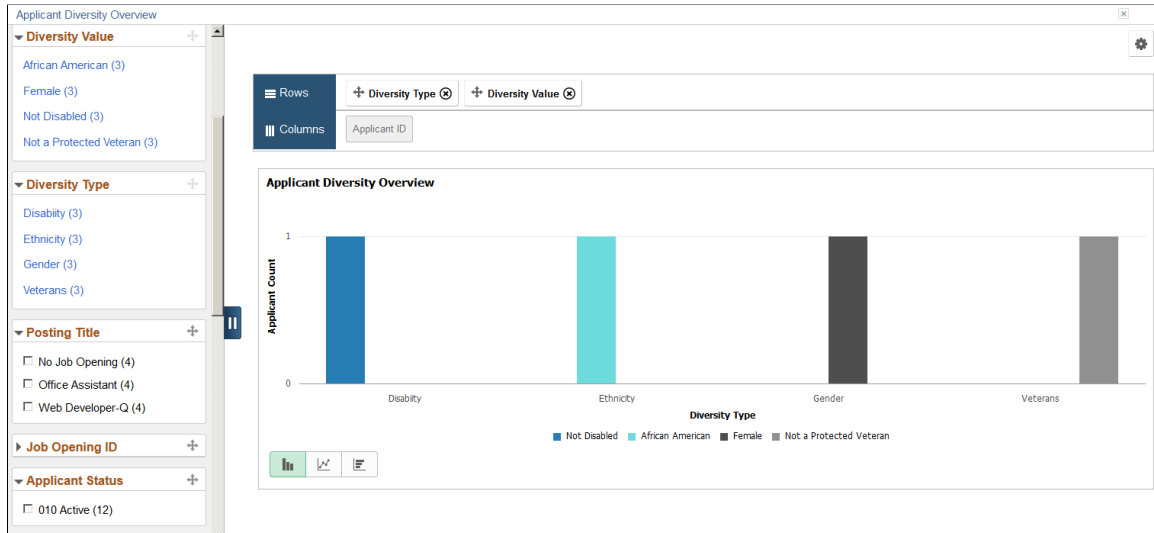 Applicant Diversity Overview
Diversity Value
African American (3)
Female (3)
Not Disabled (3)
Not a Protected Veteran (3)
Diversity Type
Disabiity (3)
Ethnicity (3)
Gender (3)
Veterans (3)
Posting Title
No Job Opening (4)
Office Assistant (4)
Web Developer-Q (4)
Job Opening ID
Applicant Status
010 Active (12)
Rows
Diversity Type
Diversity Value
Columns
Applicant ID
Applicant Diversity Overview
Applicant Count
1
0
Disabiity
Ethnicity
Gender
Veterans
Diversity Type
Not Disabled
African American
Female
Not a Protected Veteran